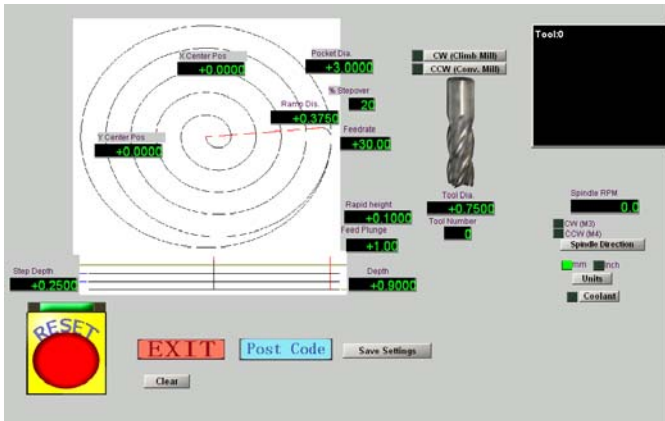 X Center Pos
+0.0000
Pocket Dia.
+3.0000
CW (Climb Mill)
CCW (Conv. Mill)
Tool:0
% Stepover
20
Ramp Dis.
+0.3750
Feedrate
+30.00
Y Center Pos
+0.0000
Tool Dia.
+0.7500
Spindle RPM
0.0
Rapid height
+0.1000
Tool Number
0
CW (M3)
CCW (M4)
Spindle Direction
Feed Plunge
+1.00
mm
Inch
Units
Step Depth
+0.2500
Depth
+0.9000
Coolant
RESET
EXIT
Post Code
Save Settings
Clear